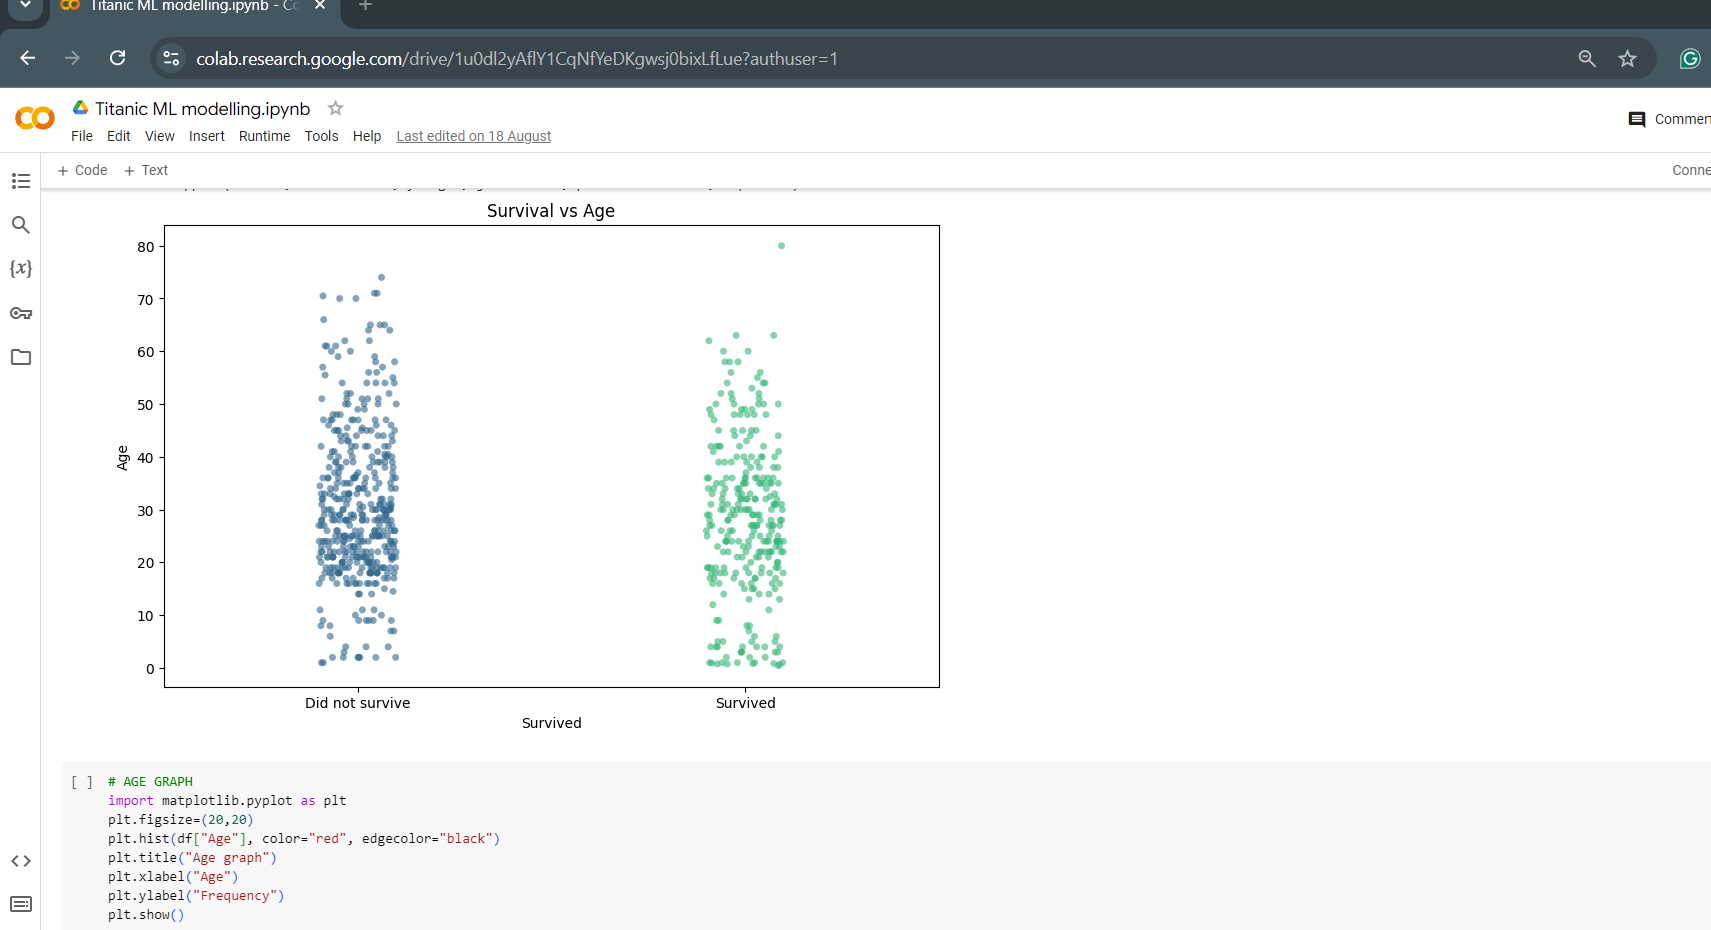 Titanic ML modelling.ipynb - Co
colab.research.google.com/drive/1u0dl2yAflY1CqNfYeDKgwsj0bixLfLue?authuser=1
Titanic ML modelling.ipynb
Commen
File Edit View Insert Runtime Tools Help Last edited on 18 August
+ Code + Text
Conne
{x}
Survival vs Age
80
70
60
50
40
30
20
10
0
Age
Did not survive Survived
Survived
[ ] # AGE GRAPH
import matplotlib.pyplot as plt
plt.figsize=(20,20)
plt.hist(df["Age"], color="red", edgecolor="black")
plt.title("Age graph")
plt.xlabel("Age")
plt.ylabel("Frequency")
plt.show()